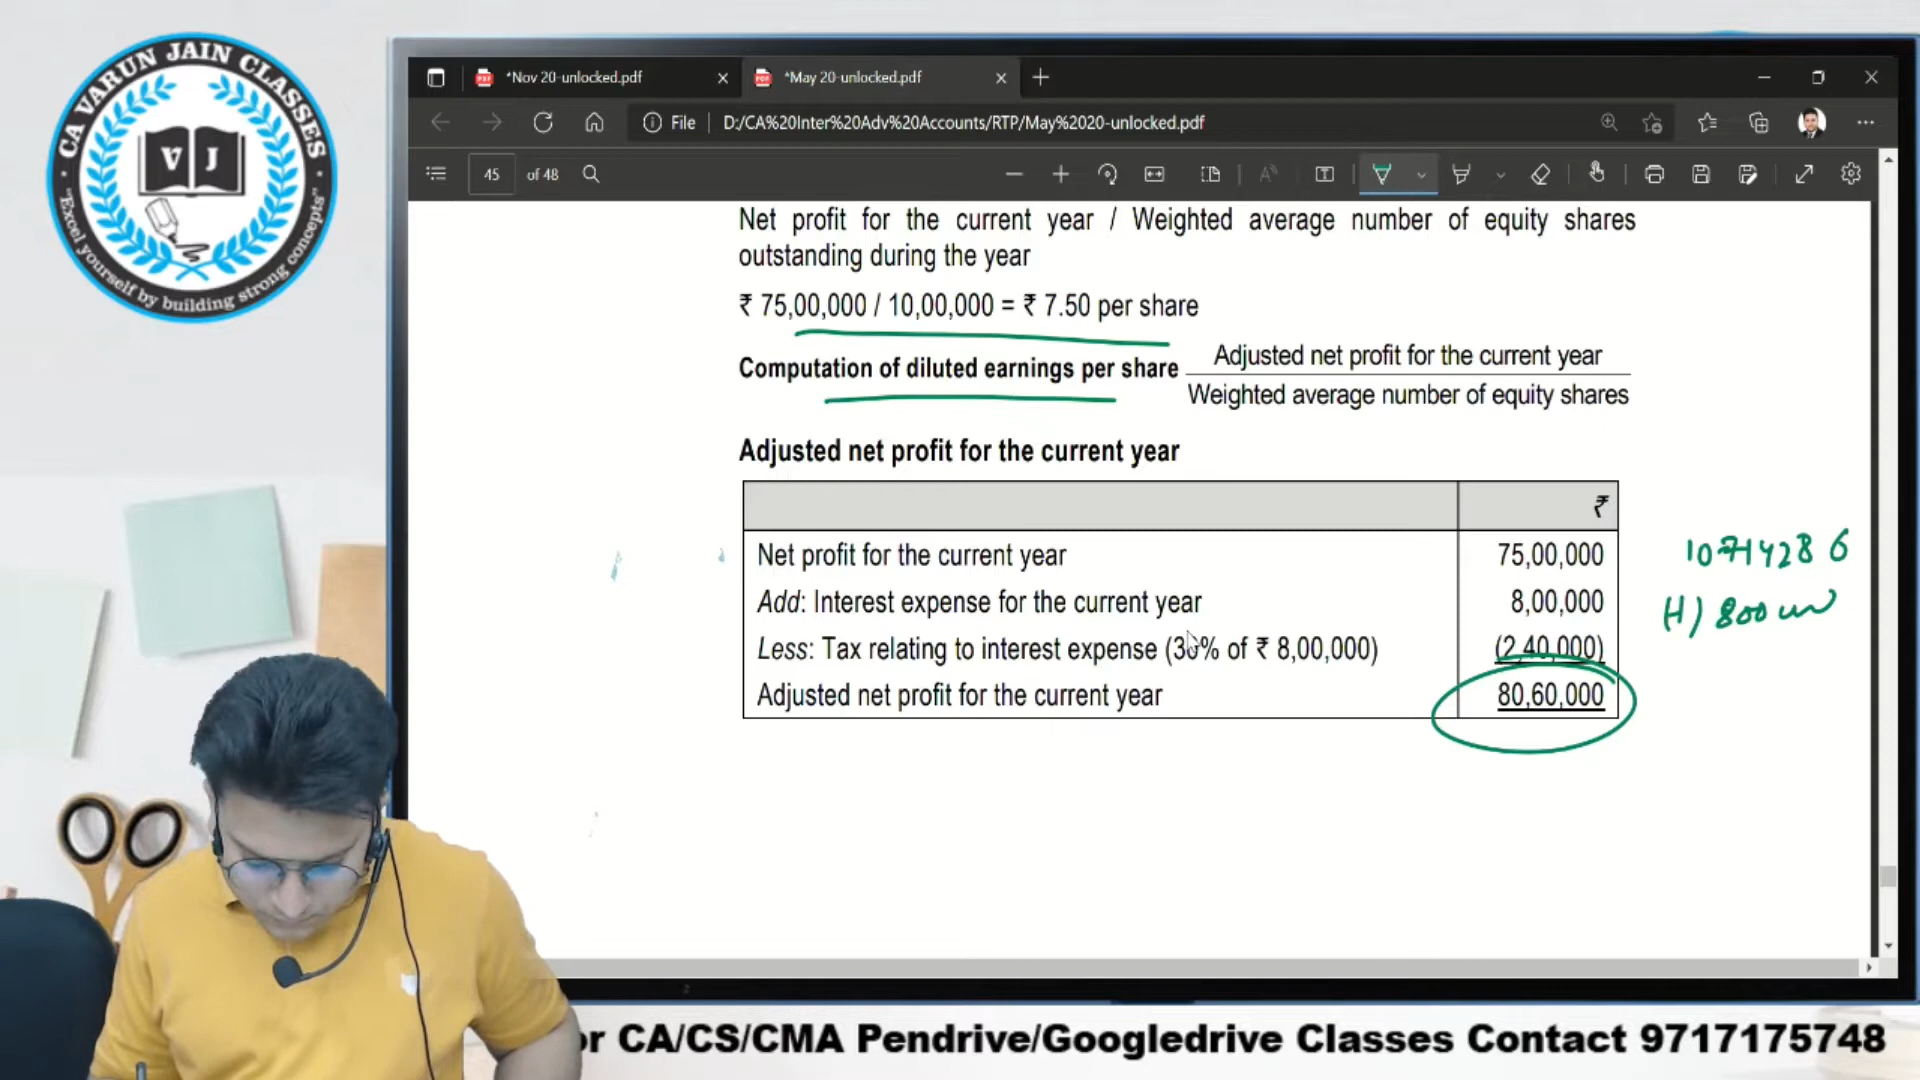 CA VARUN JAIN CLASSES
V J
"Excel yourself by building strong concepts"
*Nov 20-unlocked.pdf
*May 20-unlocked.pdf
File D:/CA%20Inter%20Adv%20Accounts/RTP/May%2020-unlocked.pdf
45 of 48
Net profit for the current year / Weighted average number of equity shares
outstanding during the year
₹ 75,00,000 / 10,00,000 = ₹ 7.50 per share
Computation of diluted earnings per share Adjusted net profit for the current year
Weighted average number of equity shares
Adjusted net profit for the current year
₹
Net profit for the current year 75,00,000
Add: Interest expense for the current year 8,00,000
Less: Tax relating to interest expense (30% of ₹ 8,00,000) (2,40,000)
Adjusted net profit for the current year 80,60,000
10714286
or CA/CS/CMA Pendrive/Googledrive Classes Contact 9717175748